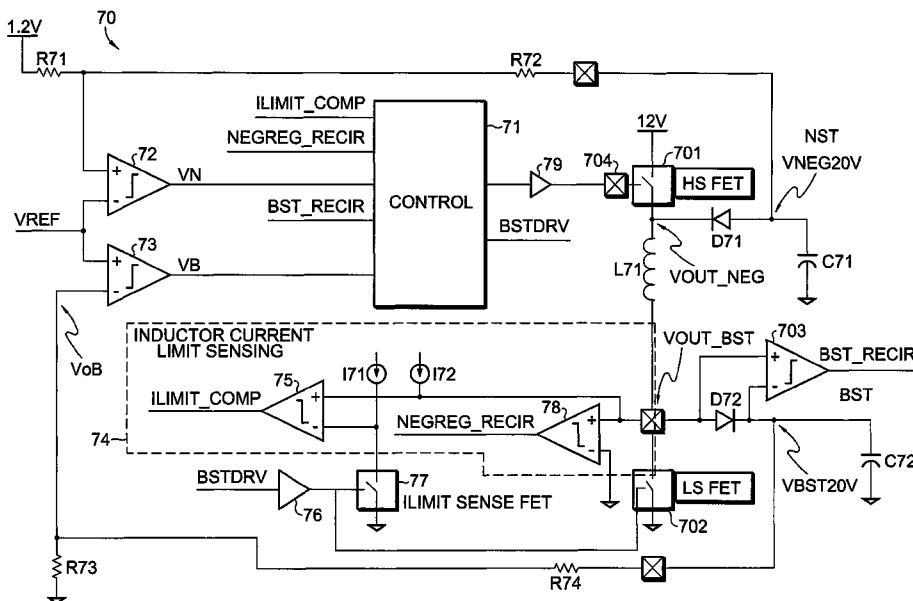 70
1.2V
R71
R72
ILIMIT_COMP
NEGREG_RECIR
71
12V
NST
VNEG20V
72
VN
79
704
701
HS FET
CONTROL
BST_RECIR
BSTDRV
D71
VREF
73
VB
L71
VOUT_NEG
C71
VoB
INDUCTOR CURRENT
LIMIT SENSING
VOUT_BST
703
BST_RECIR
BST
I71
I72
75
ILIMIT_COMP
78
NEGREG_RECIR
D72
74
C72
BSTDRV
77
ILIMIT SENSE FET
LS FET
VBST20V
76
702
R73
R74